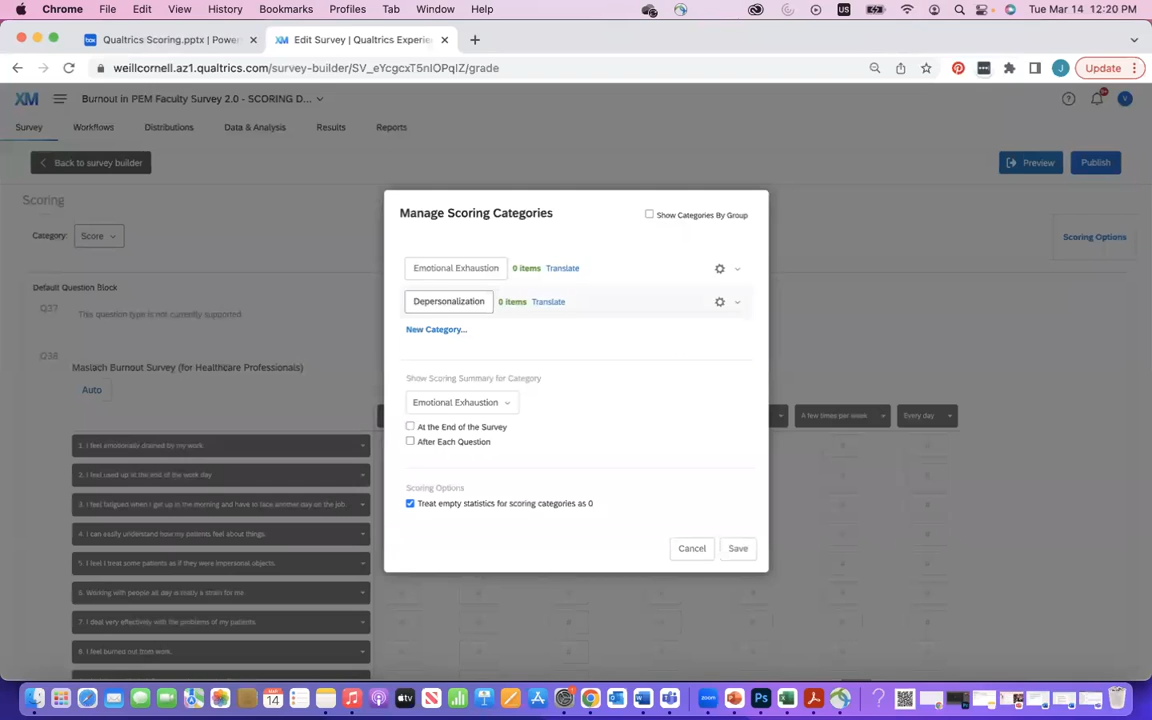 Chrome File Edit View History Bookmarks Profiles Tab Window Help US Tue Mar 14 12:20 PM
box Qualtrics Scoring.pptx | Power XM Edit Survey | Qualtrics Experie
weillcornell.az1.qualtrics.com/survey-builder/SV_eYcgcxT5nIOPqIZ/grade J Update
XM Burnout in PEM Faculty Survey 2.0 - SCORING D... V
Survey Workflows Distributions Data & Analysis Results Reports
Back to survey builder Preview Publish
Scoring
Manage Scoring Categories Show Categories By Group
Category: Score Scoring Options
Emotional Exhaustion 0 items Translate
Default Question Block
Depersonalization 0 items Translate
Q37
This question type is not currently supported
New Category...
Q38
Maslach Burnout Survey (for Healthcare Professionals)
Show Scoring Summary for Category
Auto
Emotional Exhaustion
A few times per week Every day
At the End of the Survey
After Each Question
1. I feel emotionally drained by my work.
2. I feel used up at the end of the work day
Scoring Options
3. I feel fatigued when I get up in the morning and have to face another day on the job.
Treat empty statistics for scoring categories as 0
4. I can easily understand how my patients feel about things.
Cancel Save
5. I feel I treat some patients as if they were impersonal objects.
6. Working with people all day is really a strain for me
7. I deal very effectively with the problems of my patients.
8. I feel burned out from work.
MAR
14
tv
zoom
Ps